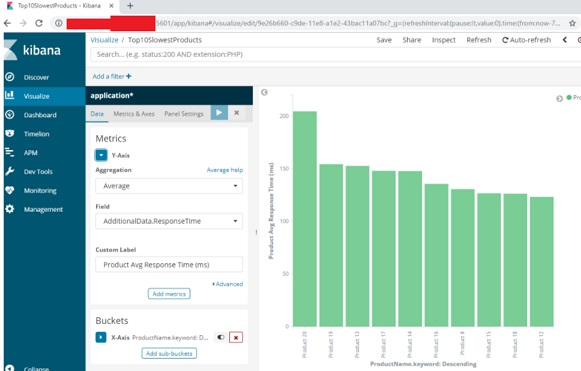 Top10SlowestProducts - Kibana
5601/app/kibana#/visualize/edit/9e26b660-c9de-11e8-a1e2-43bac11a07bc?_g=(refreshInterval:(pause:!t,value:0),time:(from:now-7...
kibana
Discover
Visualize
Dashboard
Timelion
APM
Dev Tools
Monitoring
Management
Collapse
Visualize / Top10SlowestProducts
Save Share Inspect Refresh Auto-refresh
Search... (e.g. status:200 AND extension:PHP)
Add a filter +
application*
Data Metrics & Axes Panel Settings
Metrics
Y-Axis
Aggregation Average help
Average
Field
AdditionalData.ResponseTime
Custom Label
Product Avg Response Time (ms)
Advanced
Add metrics
Buckets
X-Axis ProductName.keyword: D...
Add sub-buckets
Pro
Product Avg Response Time (ms)
200
150
100
50
0
Product 20
Product 19
Product 13
Product 17
Product 14
Product 16
Product 15
Product 18
Product 12
ProductName.keyword: Descending